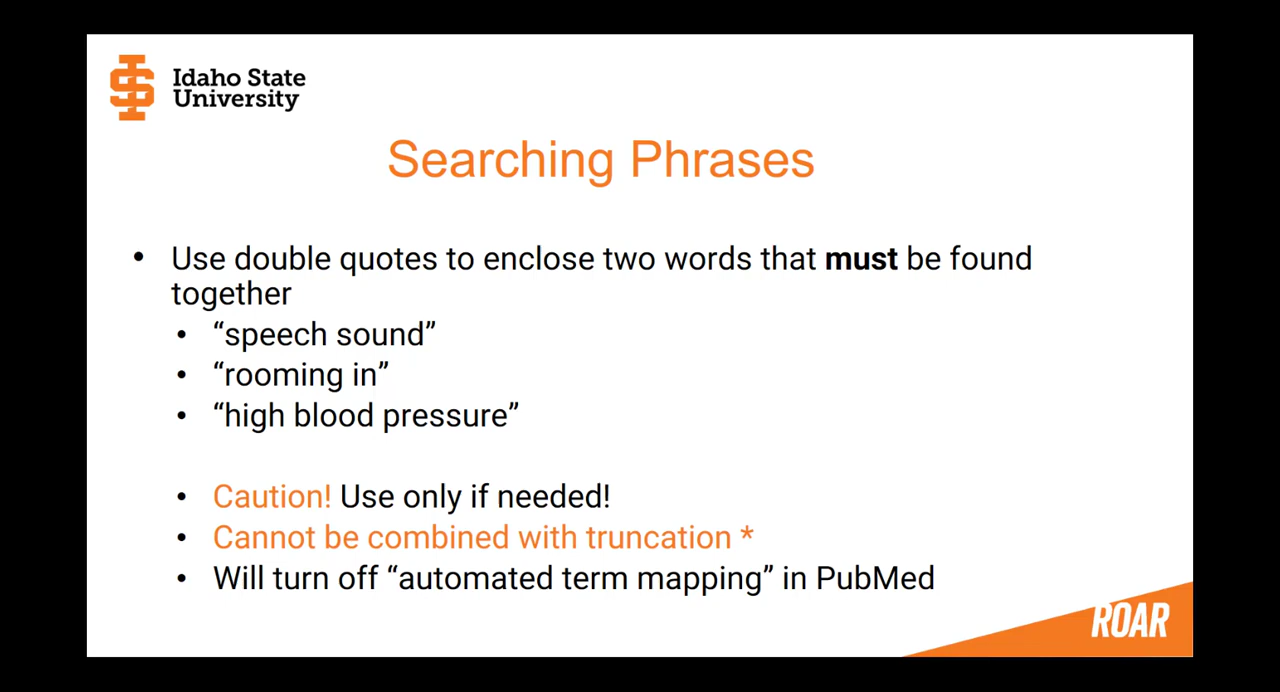 Idaho State
University
Searching Phrases
• Use double quotes to enclose two words that must be found
together
• “speech sound”
• “rooming in”
• “high blood pressure”
• Caution! Use only if needed!
• Cannot be combined with truncation *
• Will turn off “automated term mapping” in PubMed
ROAR